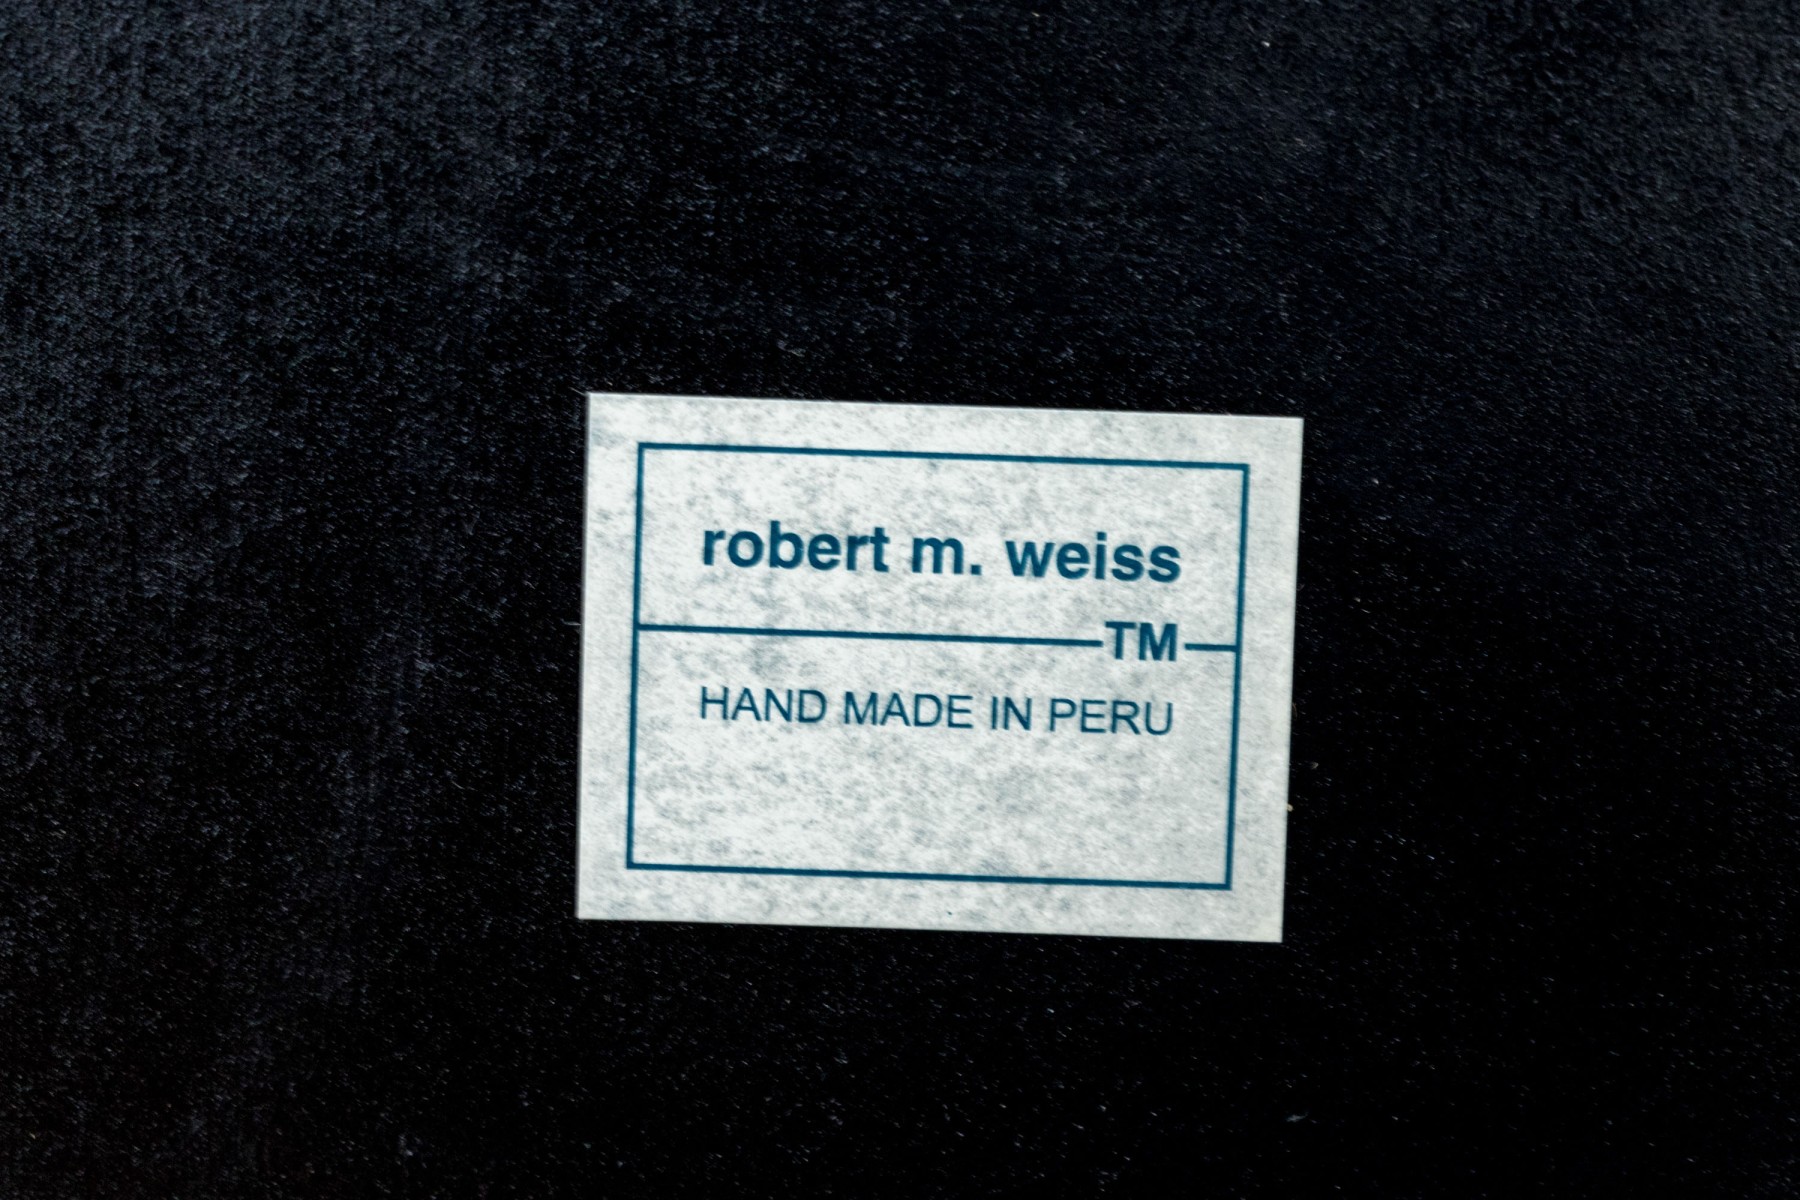 robert m. weiss
TM
HAND MADE IN PERU